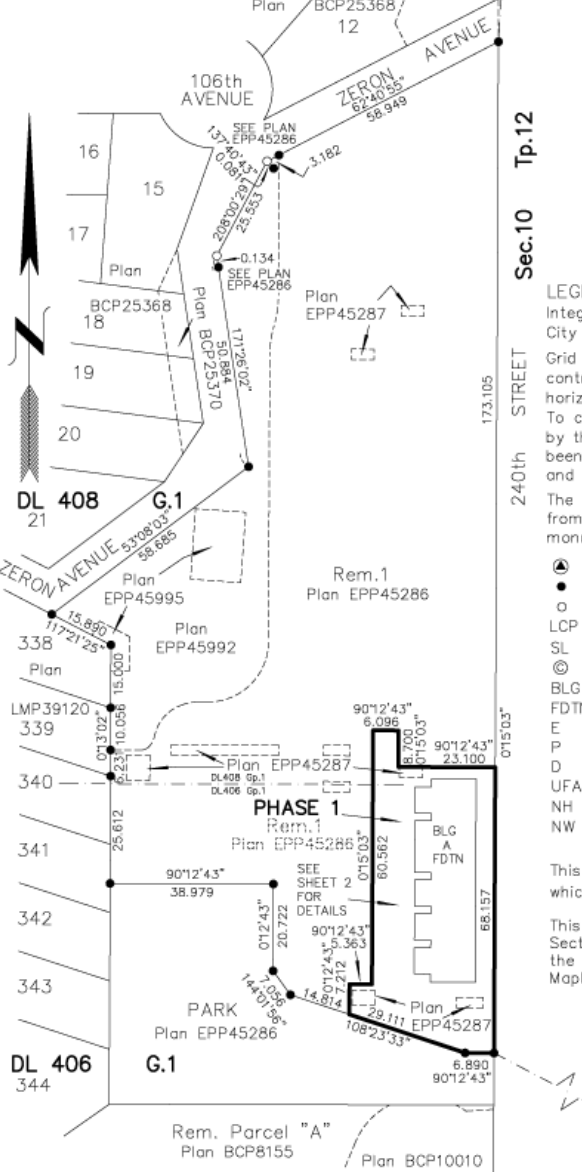 Plan
BCP25368
12
AVENUE
ZERON
62°40'55"
58.949
106th
AVENUE
SEE PLAN
EPP45286
137°40'43"
0.081
3.182
208°00'29"
25.553
0.134
SEE PLAN
EPP45286
16
15
17
Plan
BCP25368
18
19
20
Plan BCP25370
171°26'02"
50.884
Plan
EPP45287
Sec.10 Tp.12
240th STREET
173.105
0°15'03"
LEG
Integ
City
Grid
contr
horiz
To c
by th
been
and
The
from
monu
LCP
SL
©
BLG
FDTN
E
P
D
UFA
NH
NW
This
whic
This
Sect
the
Mapl
DL 408
G.1
21
ZERON AVENUE
53°08'03"
58.685
Plan
EPP45995
Plan
EPP45992
Rem.1
Plan EPP45286
15.890
117°21'25"
338
Plan
LMP39120
339
340
341
342
343
344
15.000
10.056
0°13'02"
6.231
25.612
Plan EPP45287
DL408 Gp.1
DL406 Gp.1
90°12'43"
6.096
8.700
0°15'03"
90°12'43"
23.100
PHASE 1
Rem.1
Plan EPP45286
0°15'03"
60.562
BLG
A
FDTN
68.157
SEE
SHEET 2
FOR
DETAILS
90°12'43"
38.979
0°12'43"
20.722
90°12'43"
5.363
0°12'43"
7.212
7.056
144°01'56"
14.814
29.111
108°23'33"
Plan
EPP45287
6.890
90°12'43"
PARK
Plan EPP45286
DL 406
G.1
Rem. Parcel "A"
Plan BCP8155
Plan BCP10010
N